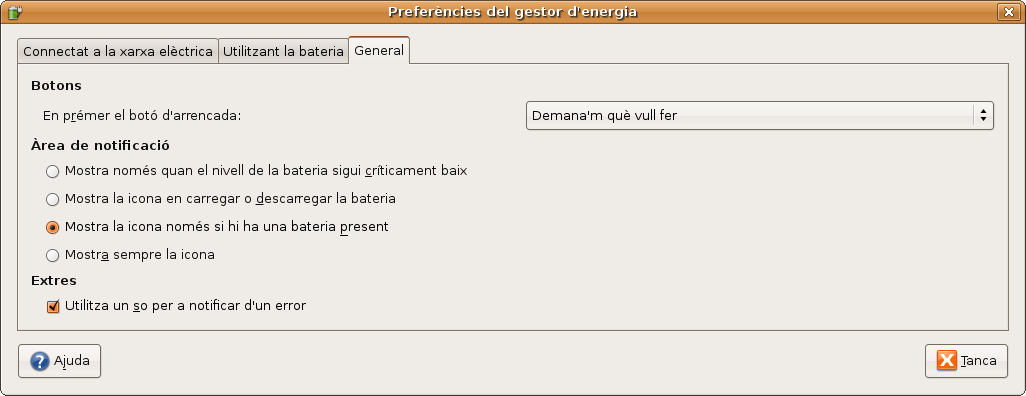 Preferències del gestor d'energia
Connectat a la xarxa elèctrica Utilitzant la bateria General
Botons
En prémer el botó d'arrencada: Demana'm què vull fer
Àrea de notificació
Mostra només quan el nivell de la bateria sigui críticament baix
Mostra la icona en carregar o descarregar la bateria
Mostra la icona només si hi ha una bateria present
Mostra sempre la icona
Extres
Utilitza un so per a notificar d'un error
Ajuda Tanca